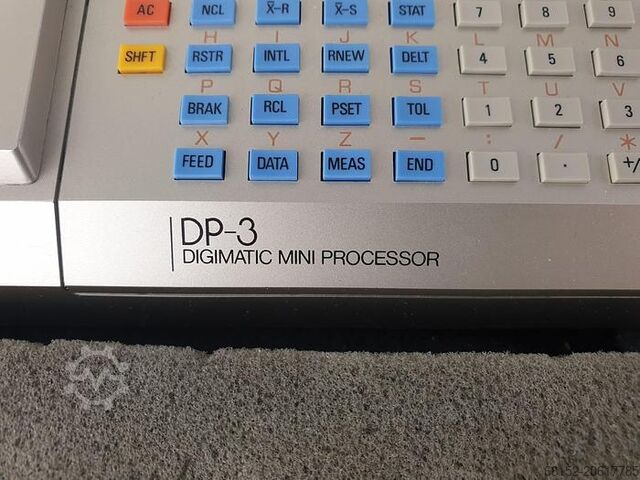 AC NCL X̄-R X̄-S STAT 7 8 9
H I J K L M N
SHFT RSTR INTL RNEW DELT 4 5 6
P Q R S T U V
BRAK RCL PSET TOL 1 2 3
X Y Z — : / *
FEED DATA MEAS END 0 . +/
DP-3
DIGIMATIC MINI PROCESSOR